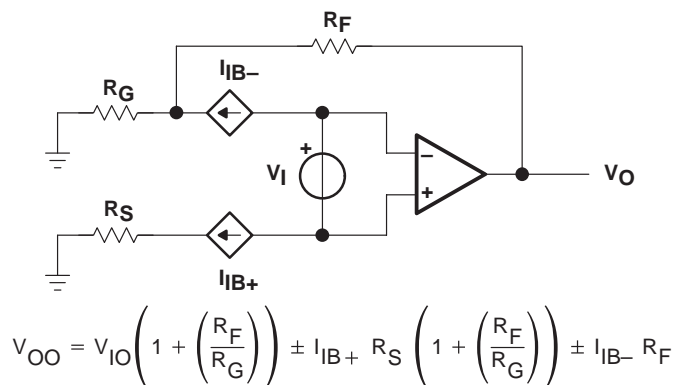 RF
IIB–
RG
+
VI
–
+
VO
RS
IIB+
VOO = VIO(1 + (RF/RG)) ± IIB+ RS (1 + (RF/RG)) ± IIB– RF